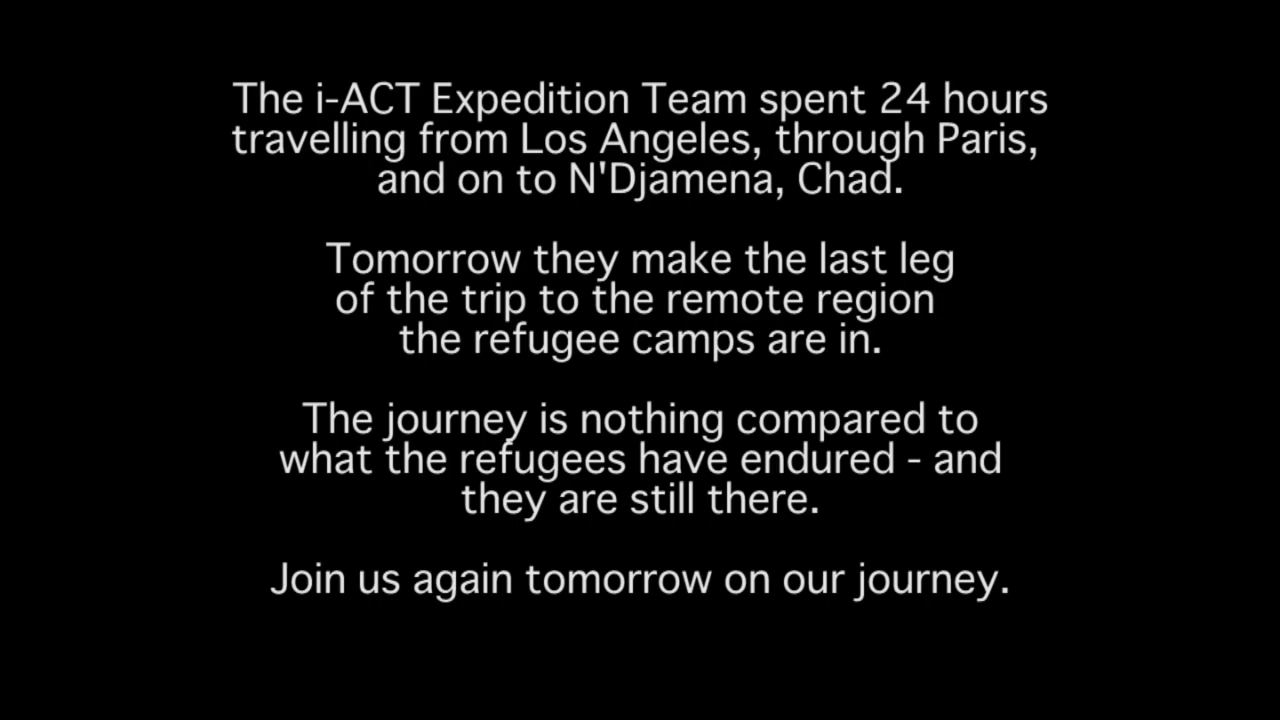 The i-ACT Expedition Team spent 24 hours
travelling from Los Angeles, through Paris,
and on to N'Djamena, Chad.
Tomorrow they make the last leg
of the trip to the remote region
the refugee camps are in.
The journey is nothing compared to
what the refugees have endured - and
they are still there.
Join us again tomorrow on our journey.